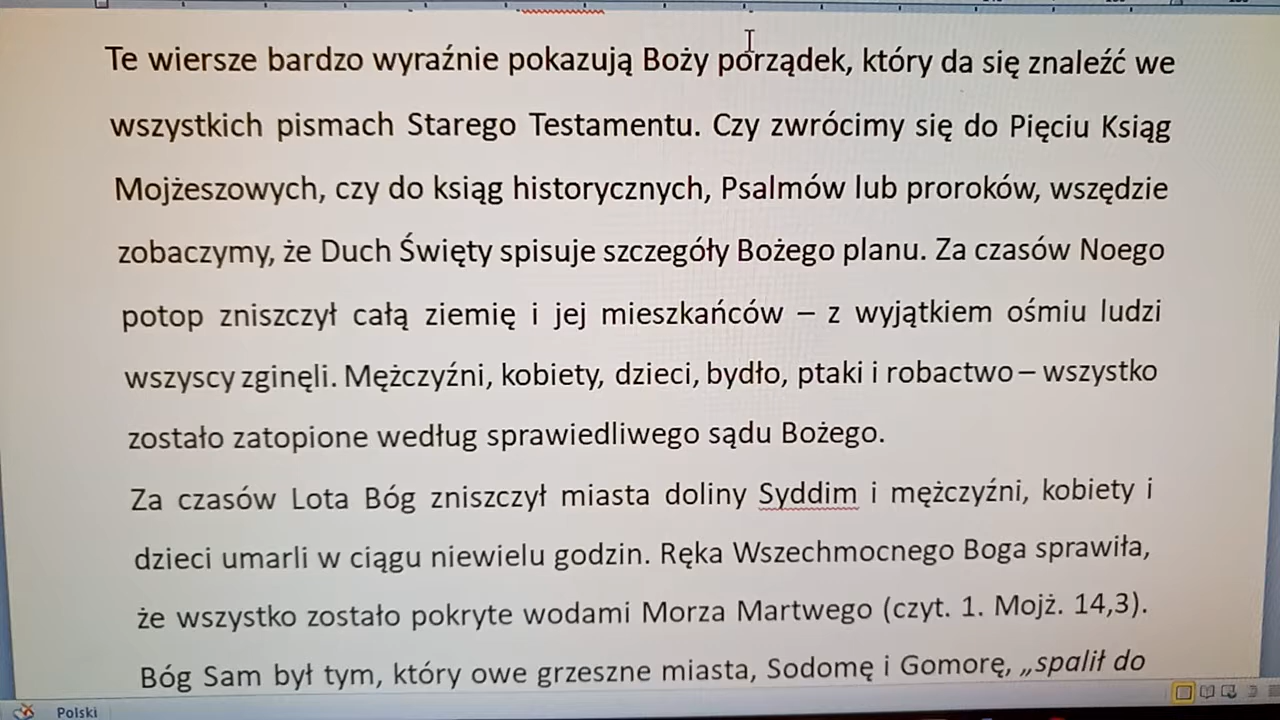 Te wiersze bardzo wyraźnie pokazują Boży porządek, który da się znaleźć we
wszystkich pismach Starego Testamentu. Czy zwrócimy się do Pięciu Ksiąg
Mojżeszowych, czy do ksiąg historycznych, Psalmów lub proroków, wszędzie
zobaczymy, że Duch Święty spisuje szczegóły Bożego planu. Za czasów Noego
potop zniszczył całą ziemię i jej mieszkańców – z wyjątkiem ośmiu ludzi
wszyscy zginęli. Mężczyźni, kobiety, dzieci, bydło, ptaki i robactwo – wszystko
zostało zatopione według sprawiedliwego sądu Bożego.
Za czasów Lota Bóg zniszczył miasta doliny Syddim i mężczyźni, kobiety i
dzieci umarli w ciągu niewielu godzin. Ręka Wszechmocnego Boga sprawiła,
że wszystko zostało pokryte wodami Morza Martwego (czyt. 1. Mojż. 14,3).
Bóg Sam był tym, który owe grzeszne miasta, Sodomę i Gomorę, „spalił do
Polski